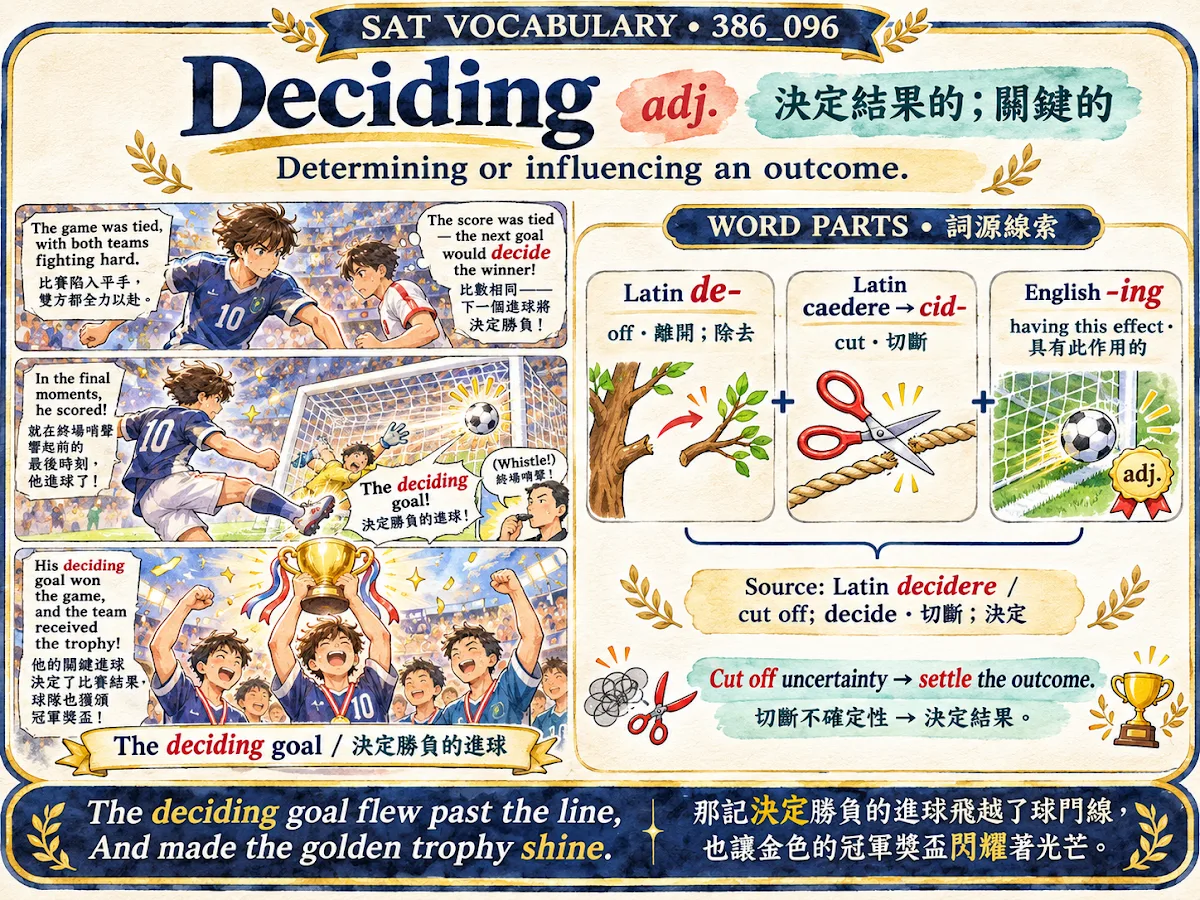 SAT VOCABULARY • 386_096
Deciding
adj.
決定結果的；關鍵的
Determining or influencing an outcome.
The game was tied,
with both teams
fighting hard.
比賽陷入平手，
雙方都全力以赴。
The score was tied
— the next goal
would decide
the winner!
比數相同——
下一個進球將
決定勝負！
10
In the final
moments,
he scored!
就在終場哨聲
響起前的
最後時刻，
他進球了！
10
The deciding
goal!
決定勝負的進球！
(Whistle!)
終場哨聲！
His deciding
goal won
the game,
and the team
received
the trophy!
他的關鍵進球
決定了比賽結果，
球隊也獲頒
冠軍獎盃！
10
The deciding goal / 決定勝負的進球
WORD PARTS • 詞源線索
Latin de-
off · 離開；除去
+
Latin
caedere → cid-
cut · 切斷
+
English -ing
having this effect ·
具有此作用的
adj.
Source: Latin decidere /
cut off; decide · 切斷；決定
Cut off uncertainty → settle the outcome.
切斷不確定性 → 決定結果。
The deciding goal flew past the line,
And made the golden trophy shine.
那記決定勝負的進球飛越了球門線，
也讓金色的冠軍獎盃閃耀著光芒。